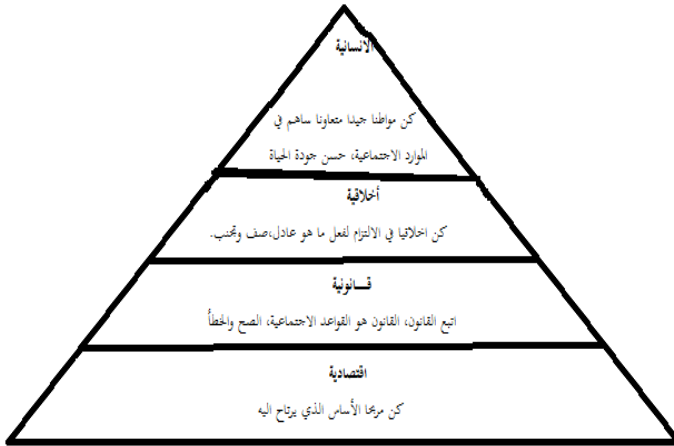 الانسانية
كن مواطنا جيدا متعاونا ساهم في
الموارد الاجتماعية، حسن جودة الحياة
أخلاقية
كن اخلاقيا في الالتزام لفعل ما هو عادل،صف وتجنب.
قـــانونية
اتبع القانون، القانون هو القواعد الاجتماعية، الصح والخطأ
اقتصادية
كن مربحا الأساس الذي يرتاح اليه